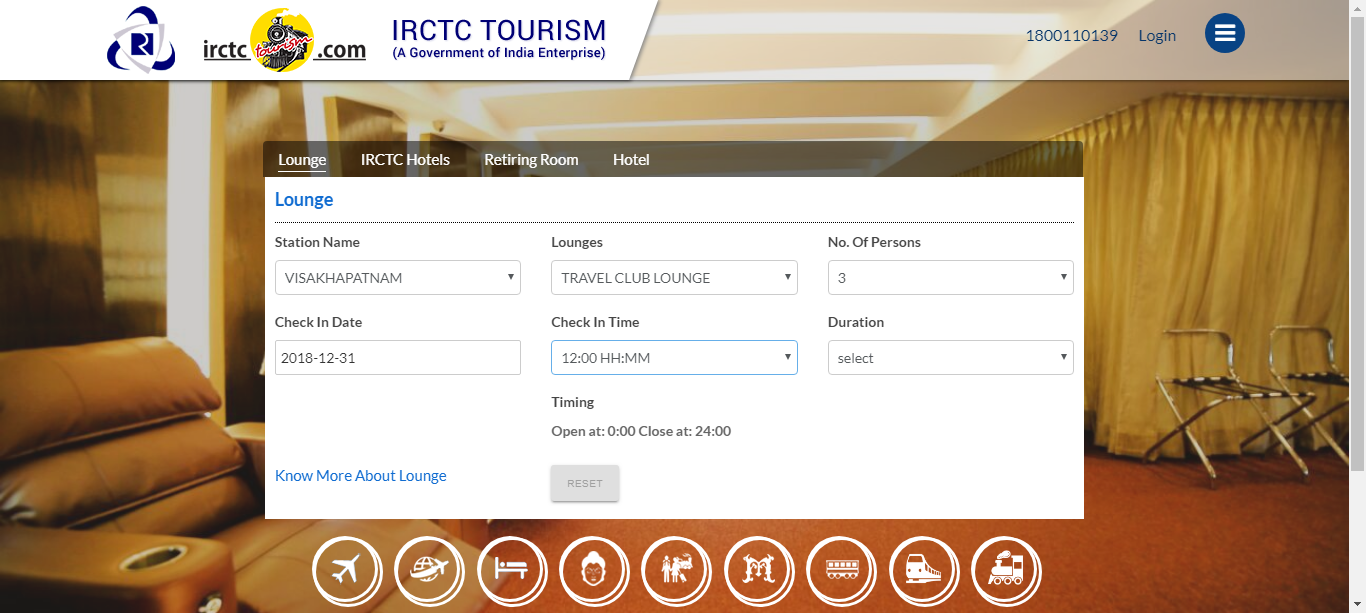 irctc tourism .com
IRCTC TOURISM
(A Government of India Enterprise)
1800110139 Login
Lounge IRCTC Hotels Retiring Room Hotel
Lounge
Station Name Lounges No. Of Persons
VISAKHAPATNAM TRAVEL CLUB LOUNGE 3
Check In Date Check In Time Duration
2018-12-31 12:00 HH:MM select
Timing
Open at: 0:00 Close at: 24:00
Know More About Lounge RESET